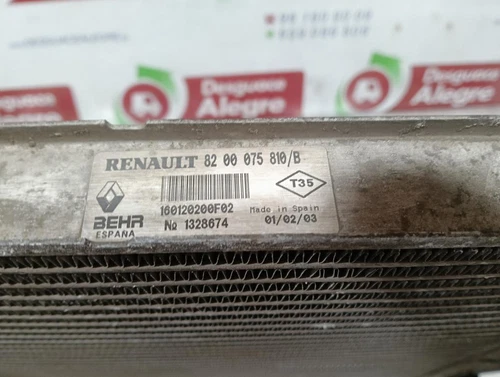 Desguace
Alegre
Desguace
Alegre
RENAULT 82 00 075 810/B
T35
160120200F02
Made in Spain
BEHR
ESPAÑA
№ 1328674
01/02/03